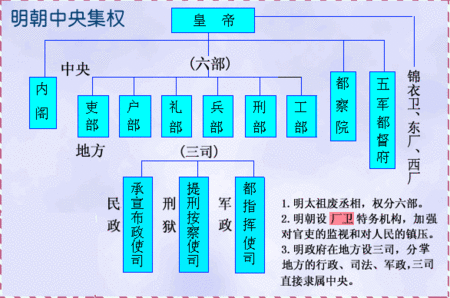 明朝中央集权
皇 帝
中央
(六部)
内阁
吏部
户部
礼部
兵部
刑部
工部
都察院
五军都督府
锦衣卫、东厂、西厂
地方
(三司)
民政
承宣布政使司
刑狱
提刑按察使司
军政
都指挥使司
1. 明太祖废丞相，权分六部。
2. 明朝设 厂卫 特务机构，加强
对官吏的监视和对人民的镇压。
3. 明政府在地方设三司，分掌
地方的行政、司法、军政，三司
直接隶属中央。